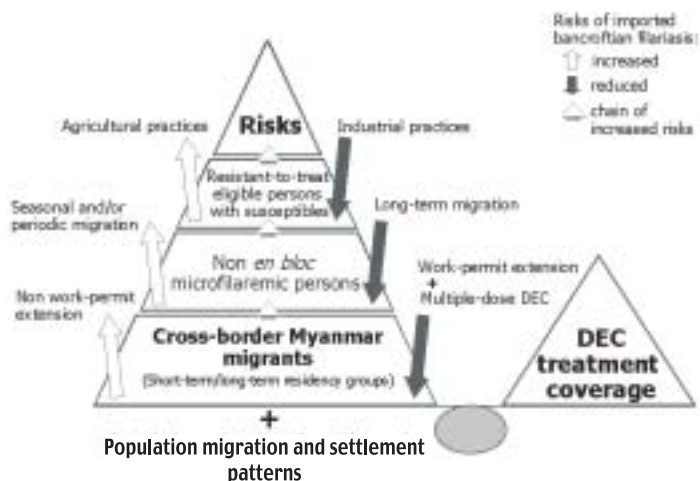 Risks of imported
bancroftian filariasis:
increased
reduced
chain of
increased risks
Agricultural practices
Risks
Industrial practices
Resistant-to-treat
eligible persons
with susceptibles
Seasonal and/or
periodic migration
Long-term migration
Non en bloc
microfilaremic persons
Non work-permit
extension
Work-permit extension
+
Multiple-dose DEC
Cross-border Myanmar
migrants
(Short-term/long-term residency groups)
DEC
treatment
coverage
+
Population migration and settlement
patterns